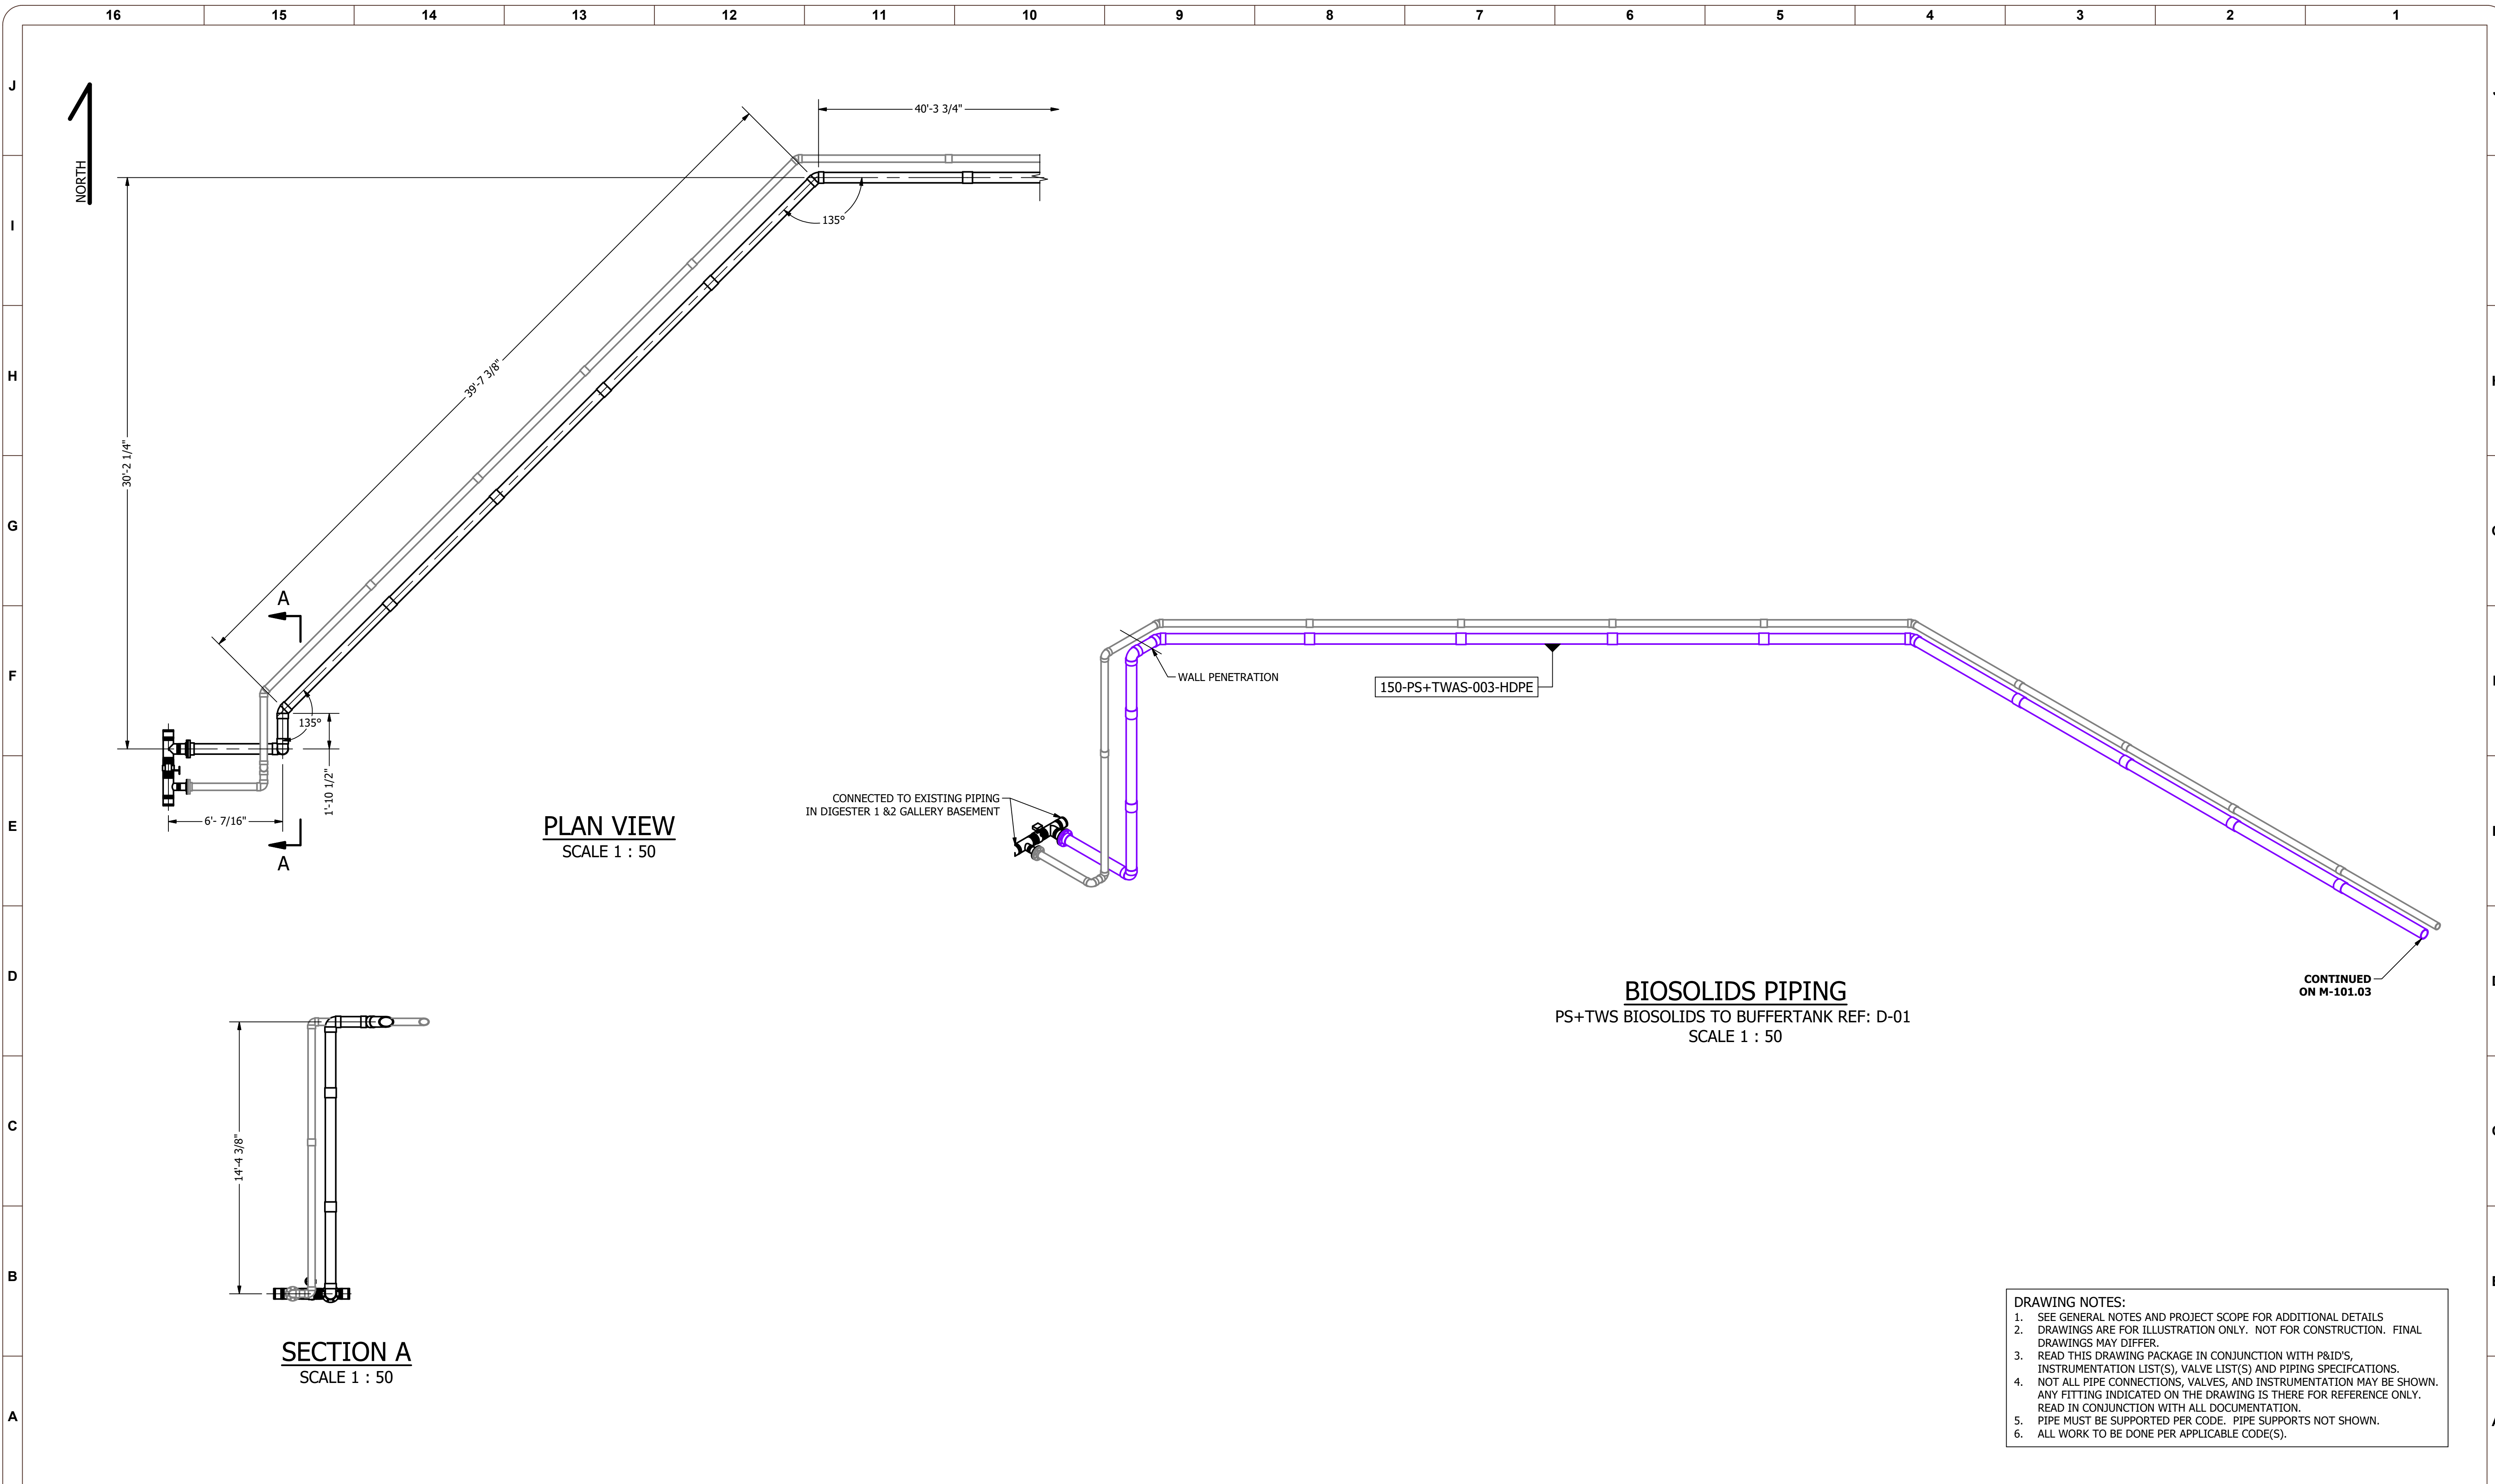 16 15 14 13 12 11 10 9 8 7 6 5 4 3 2 1
J
I
H
G
F
E
D
C
B
A
NORTH
40'-3 3/4"
135°
39'-7 3/8"
30'-2 1/4"
A
135°
1'-10 1/2"
6'- 7/16"
A
PLAN VIEW
SCALE 1 : 50
WALL PENETRATION
150-PS+TWAS-003-HDPE
CONNECTED TO EXISTING PIPING
IN DIGESTER 1 &2 GALLERY BASEMENT
CONTINUED
ON M-101.03
BIOSOLIDS PIPING
PS+TWS BIOSOLIDS TO BUFFERTANK REF: D-01
SCALE 1 : 50
14'-4 3/8"
SECTION A
SCALE 1 : 50
DRAWING NOTES:
1. SEE GENERAL NOTES AND PROJECT SCOPE FOR ADDITIONAL DETAILS
2. DRAWINGS ARE FOR ILLUSTRATION ONLY. NOT FOR CONSTRUCTION. FINAL
DRAWINGS MAY DIFFER.
3. READ THIS DRAWING PACKAGE IN CONJUNCTION WITH P&ID'S,
INSTRUMENTATION LIST(S), VALVE LIST(S) AND PIPING SPECIFCATIONS.
4. NOT ALL PIPE CONNECTIONS, VALVES, AND INSTRUMENTATION MAY BE SHOWN.
ANY FITTING INDICATED ON THE DRAWING IS THERE FOR REFERENCE ONLY.
READ IN CONJUNCTION WITH ALL DOCUMENTATION.
5. PIPE MUST BE SUPPORTED PER CODE. PIPE SUPPORTS NOT SHOWN.
6. ALL WORK TO BE DONE PER APPLICABLE CODE(S).